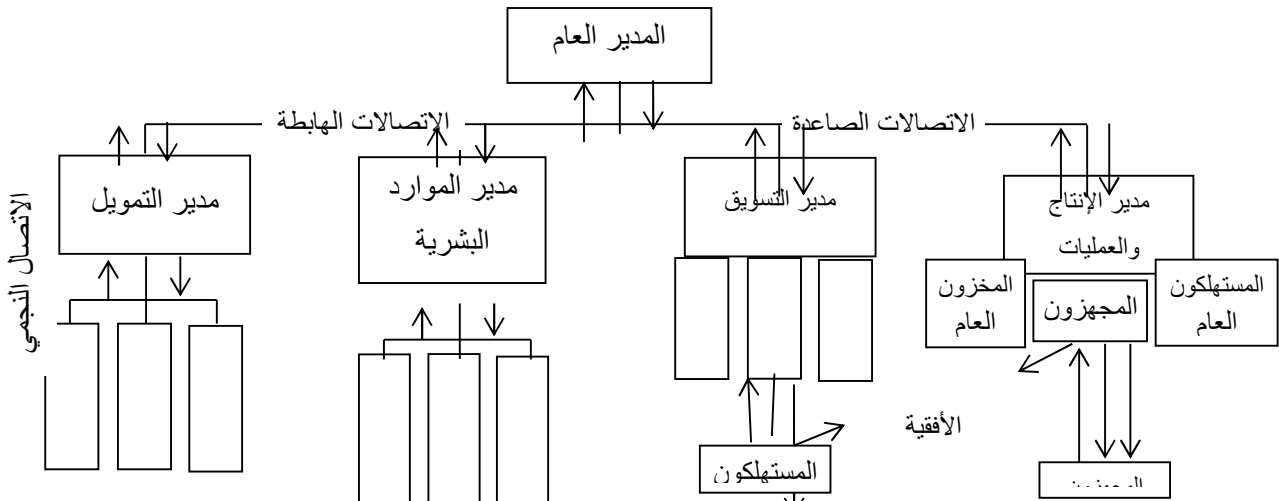 المدير العام
الاتصالات الصاعدة
الاتصالات الهابطة
مدير الإنتاج
والعمليات
مدير التسويق
مدير الموارد
البشرية
مدير التمويل
الاتصال النجمي
المستهلكون
العام
المجهزون
المخزون
العام
الأفقية
المستهلكون
المجهزون